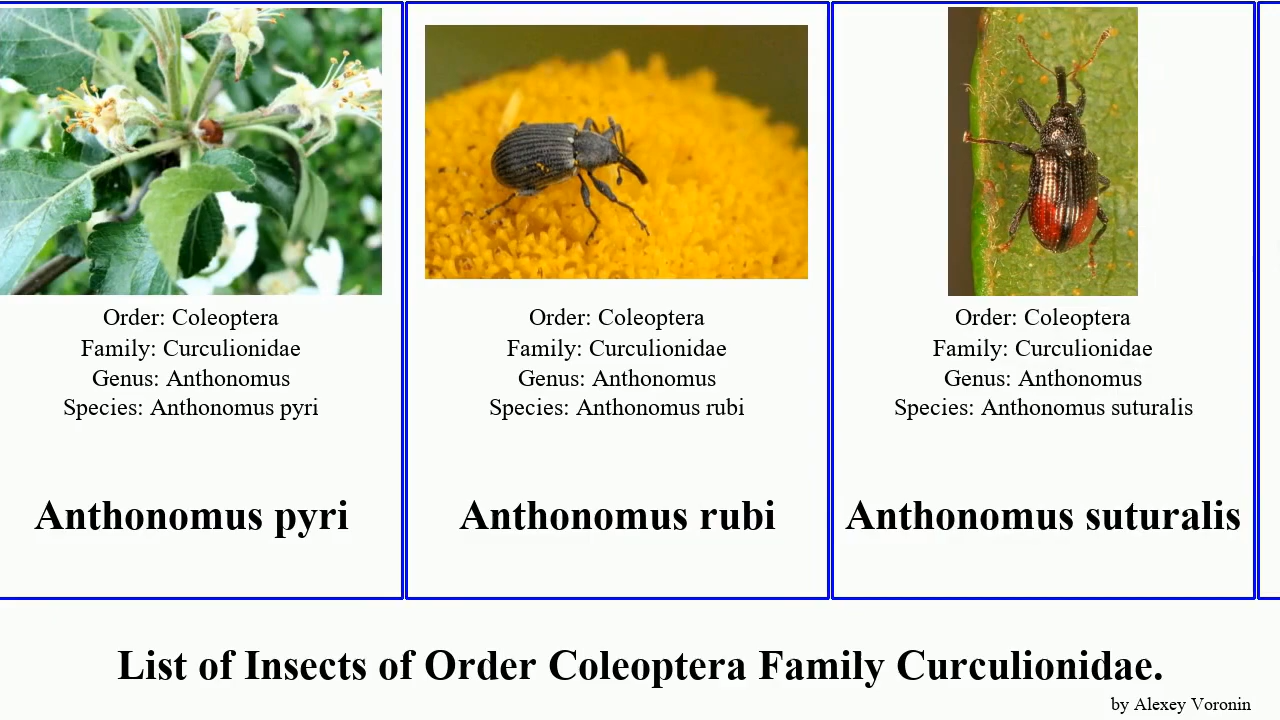 Order: Coleoptera
Family: Curculionidae
Genus: Anthonomus
Species: Anthonomus pyri
Anthonomus pyri
Order: Coleoptera
Family: Curculionidae
Genus: Anthonomus
Species: Anthonomus rubi
Anthonomus rubi
Order: Coleoptera
Family: Curculionidae
Genus: Anthonomus
Species: Anthonomus suturalis
Anthonomus suturalis
List of Insects of Order Coleoptera Family Curculionidae.
by Alexey Voronin